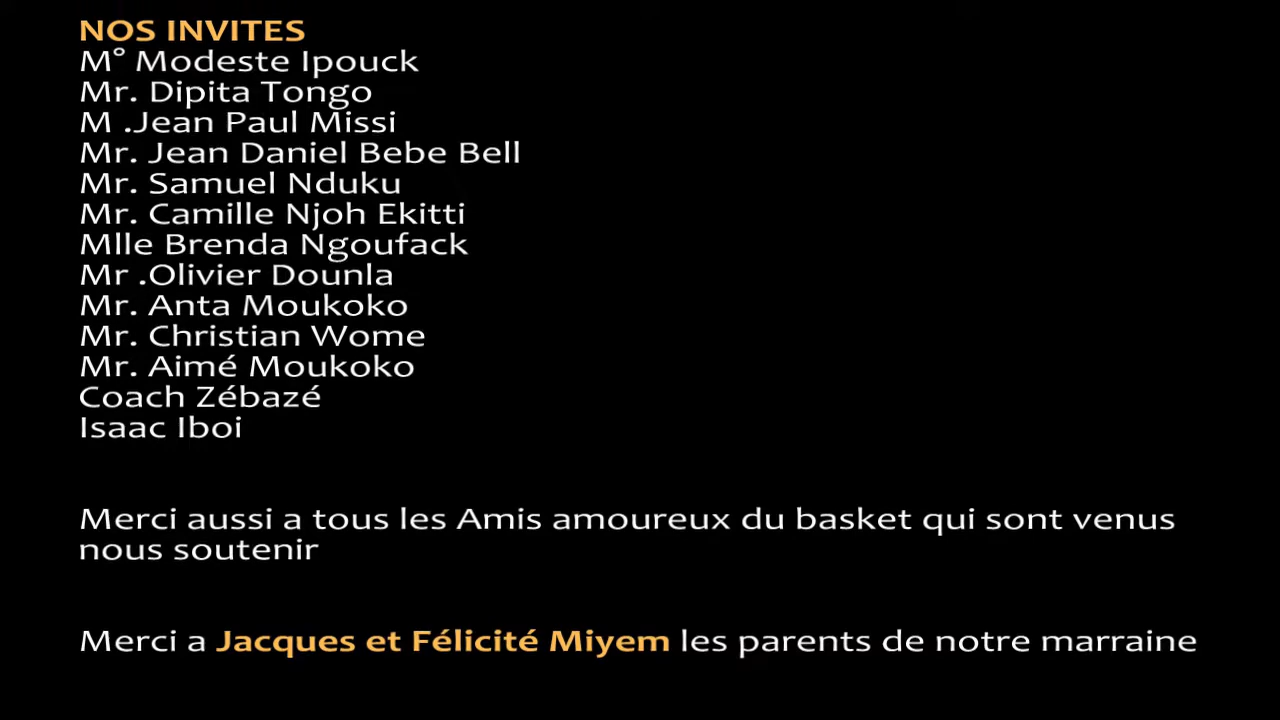 NOS INVITES
M° Modeste Ipouck
Mr. Dipita Tongo
M .Jean Paul Missi
Mr. Jean Daniel Bebe Bell
Mr. Samuel Nduku
Mr. Camille Njoh Ekitti
Mlle Brenda Ngoufack
Mr .Olivier Dounla
Mr. Anta Moukoko
Mr. Christian Wome
Mr. Aimé Moukoko
Coach Zébazé
Isaac Iboi
Merci aussi a tous les Amis amoureux du basket qui sont venus
nous soutenir
Merci a Jacques et Félicité Miyem les parents de notre marraine